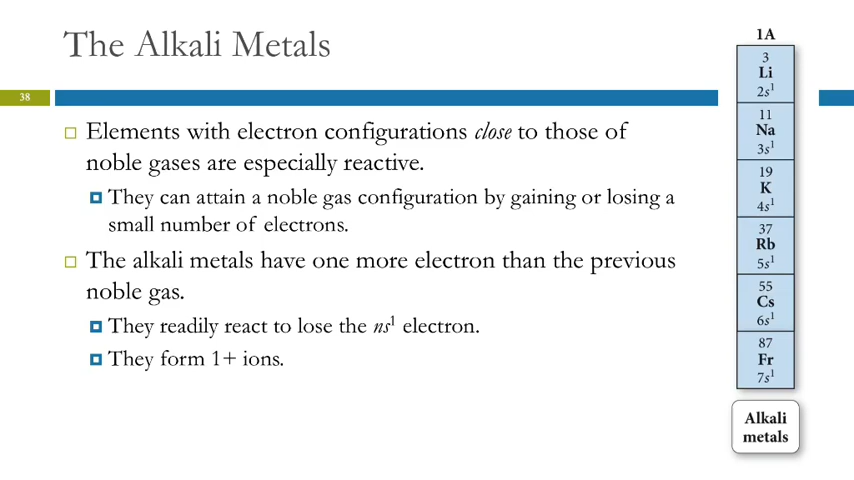 The Alkali Metals
38
Elements with electron configurations close to those of
noble gases are especially reactive.
They can attain a noble gas configuration by gaining or losing a
small number of electrons.
The alkali metals have one more electron than the previous
noble gas.
They readily react to lose the ns¹ electron.
They form 1+ ions.
1A
3
Li
2s¹
11
Na
3s¹
19
K
4s¹
37
Rb
5s¹
55
Cs
6s¹
87
Fr
7s¹
Alkali
metals